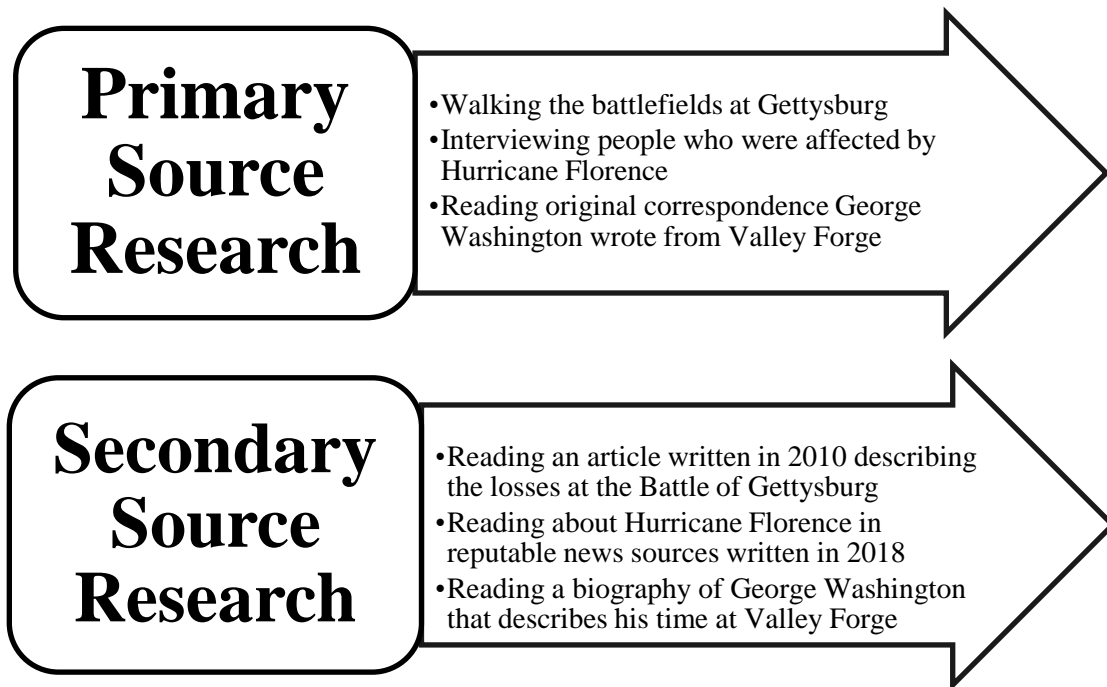 Primary
Source
Research
•Walking the battlefields at Gettysburg
•Interviewing people who were affected by
Hurricane Florence
•Reading original correspondence George
Washington wrote from Valley Forge
Secondary
Source
Research
•Reading an article written in 2010 describing
the losses at the Battle of Gettysburg
•Reading about Hurricane Florence in
reputable news sources written in 2018
•Reading a biography of George Washington
that describes his time at Valley Forge